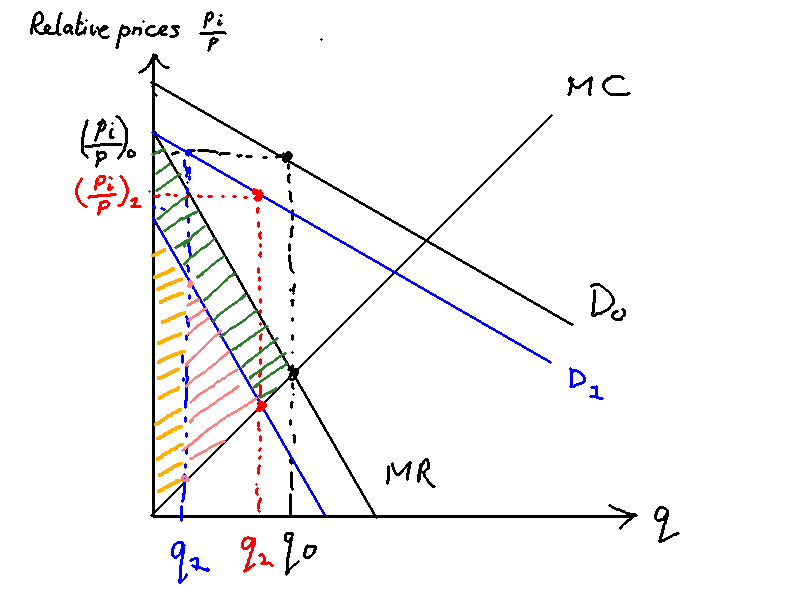 Relative prices Pi/P
MC
(Pi/P)0
(Pi/P)2
D0
D1
MR
q
q1
q2
q0